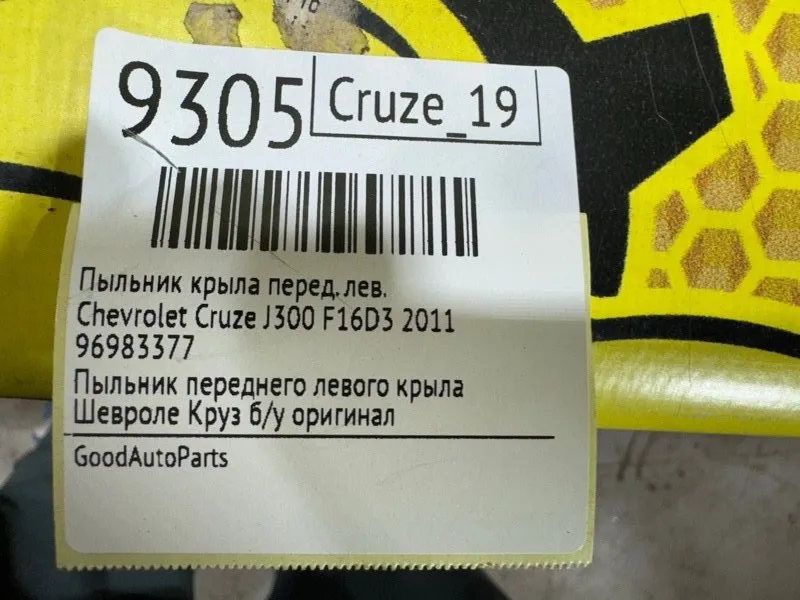 9305
Cruze_19
Пыльник крыла перед. лев.
Chevrolet Cruze J300 F16D3 2011
96983377
Пыльник переднего левого крыла
Шевроле Круз б/у оригинал
GoodAutoParts